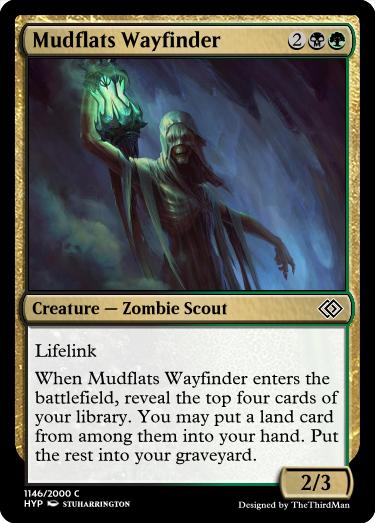 Mudflats Wayfinder 2
Creature — Zombie Scout
Lifelink
When Mudflats Wayfinder enters the
battlefield, reveal the top four cards of
your library. You may put a land card
from among them into your hand. Put
the rest into your graveyard.
2/3
1146/2000 C
HYP STUHARRINGTON
Designed by TheThirdMan